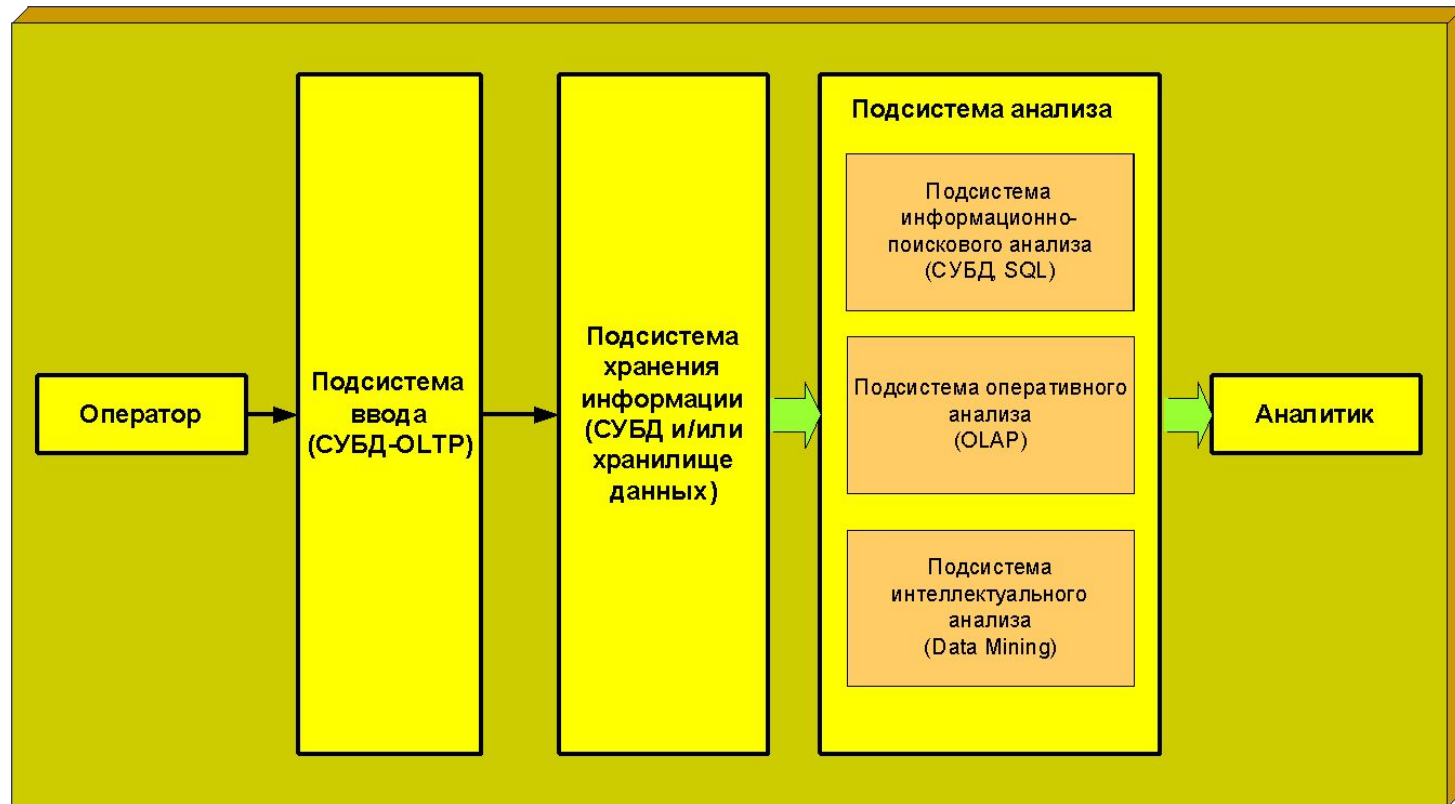 Оператор
Подсистема
ввода
(СУБД-OLTP)
Подсистема
хранения
информации
(СУБД и/или
хранилище
данных)
Подсистема анализа
Подсистема
информационно-
поискового анализа
(СУБД, SQL)
Подсистема оперативного
анализа
(OLAP)
Подсистема
интеллектуального
анализа
(Data Mining)
Аналитик